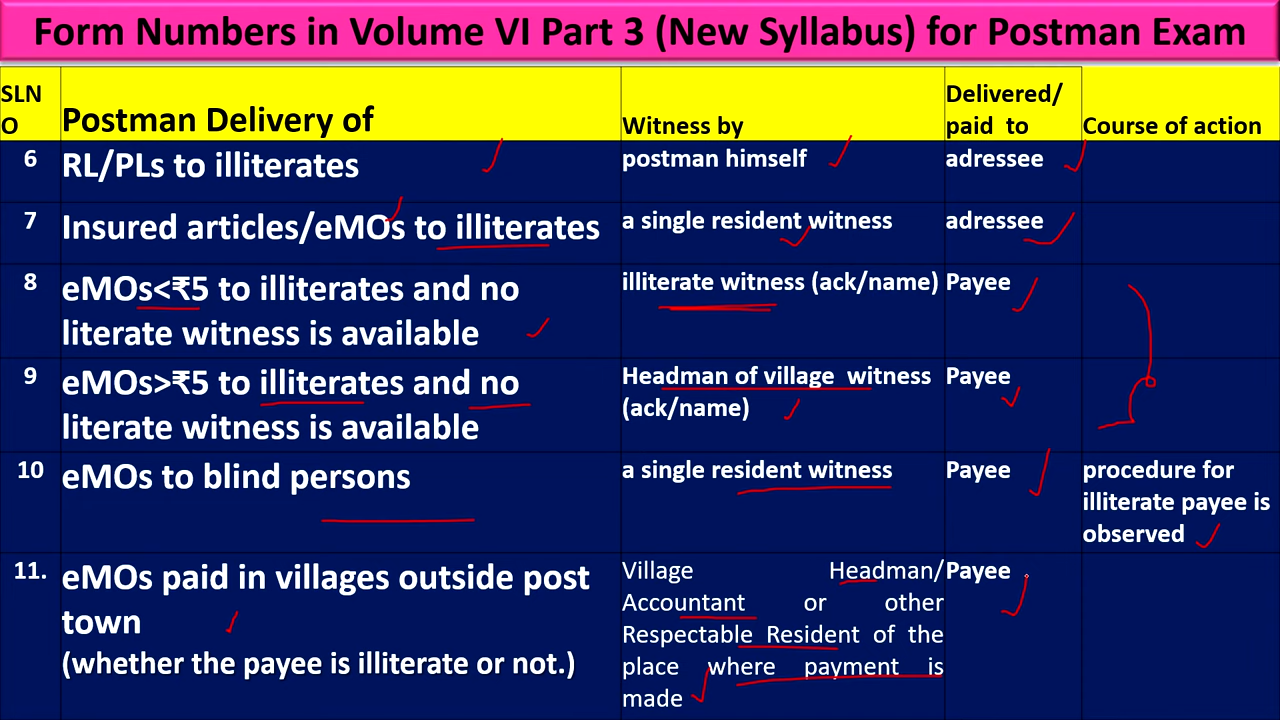 Form Numbers in Volume VI Part 3 (New Syllabus) for Postman Exam
SLN
O
Postman Delivery of
Witness by
Delivered/
paid to
Course of action
6
RL/PLs to illiterates
postman himself
adressee
7
Insured articles/eMOs to illiterates
a single resident witness
adressee
8
eMOs<₹5 to illiterates and no
literate witness is available
illiterate witness (ack/name)
Payee
9
eMOs>₹5 to illiterates and no
literate witness is available
Headman of village witness
(ack/name)
Payee
10
eMOs to blind persons
a single resident witness
Payee
procedure for
illiterate payee is
observed
11.
eMOs paid in villages outside post
town
(whether the payee is illiterate or not.)
Village Headman/
Accountant or other
Respectable Resident of the
place where payment is
made
Payee